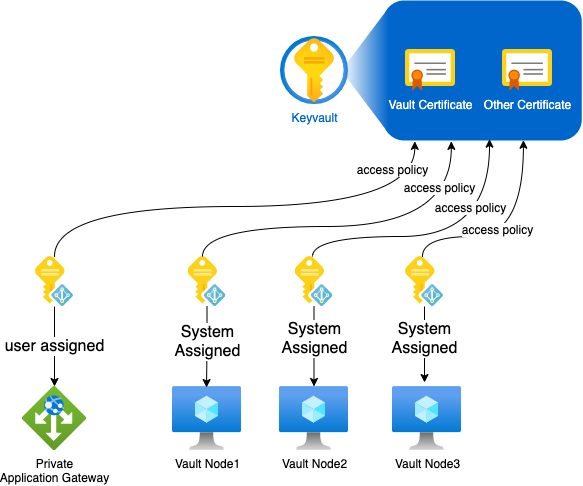 Vault Certificate
Other Certificate
Keyvault
access policy
access policy
access policy
access policy
user assigned
System
Assigned
System
Assigned
System
Assigned
Private
Application Gateway
Vault Node1
Vault Node2
Vault Node3